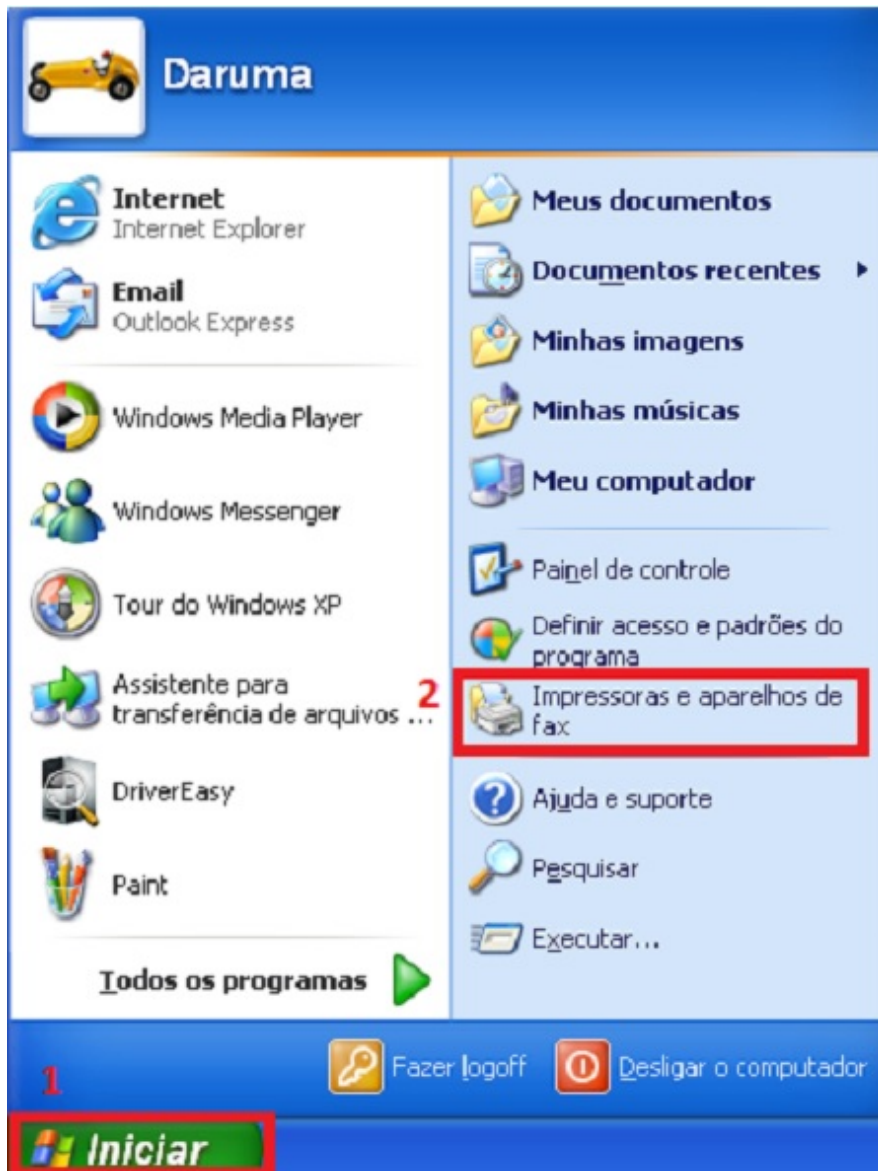 Daruma
Internet
Internet Explorer
Email
Outlook Express
Windows Media Player
Windows Messenger
Tour do Windows XP
Assistente para
transferência de arquivos ...
DriverEasy
Paint
Todos os programas
Meus documentos
Documentos recentes
Minhas imagens
Minhas músicas
Meu computador
Painel de controle
Definir acesso e padrões do
programa
2
Impressoras e aparelhos de
fax
Ajuda e suporte
Pesquisar
Executar...
Fazer logoff
Desligar o computador
1
Iniciar